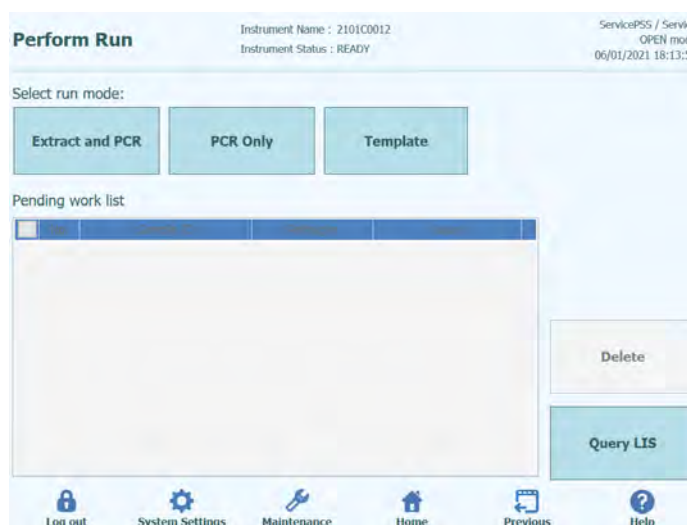 Perform Run
Instrument Name : 2101C0012
Instrument Status : READY
ServicePSS / Servi
OPEN mo
06/01/2021 18:13:5
Select run mode:
Extract and PCR
PCR Only
Template
Pending work list
Delete
Query LIS
Log out
System Settings
Maintenance
Home
Previous
Help